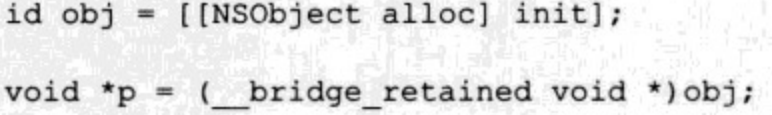 id obj = [[NSObject alloc] init];
void *p = (__bridge_retained void *)obj;